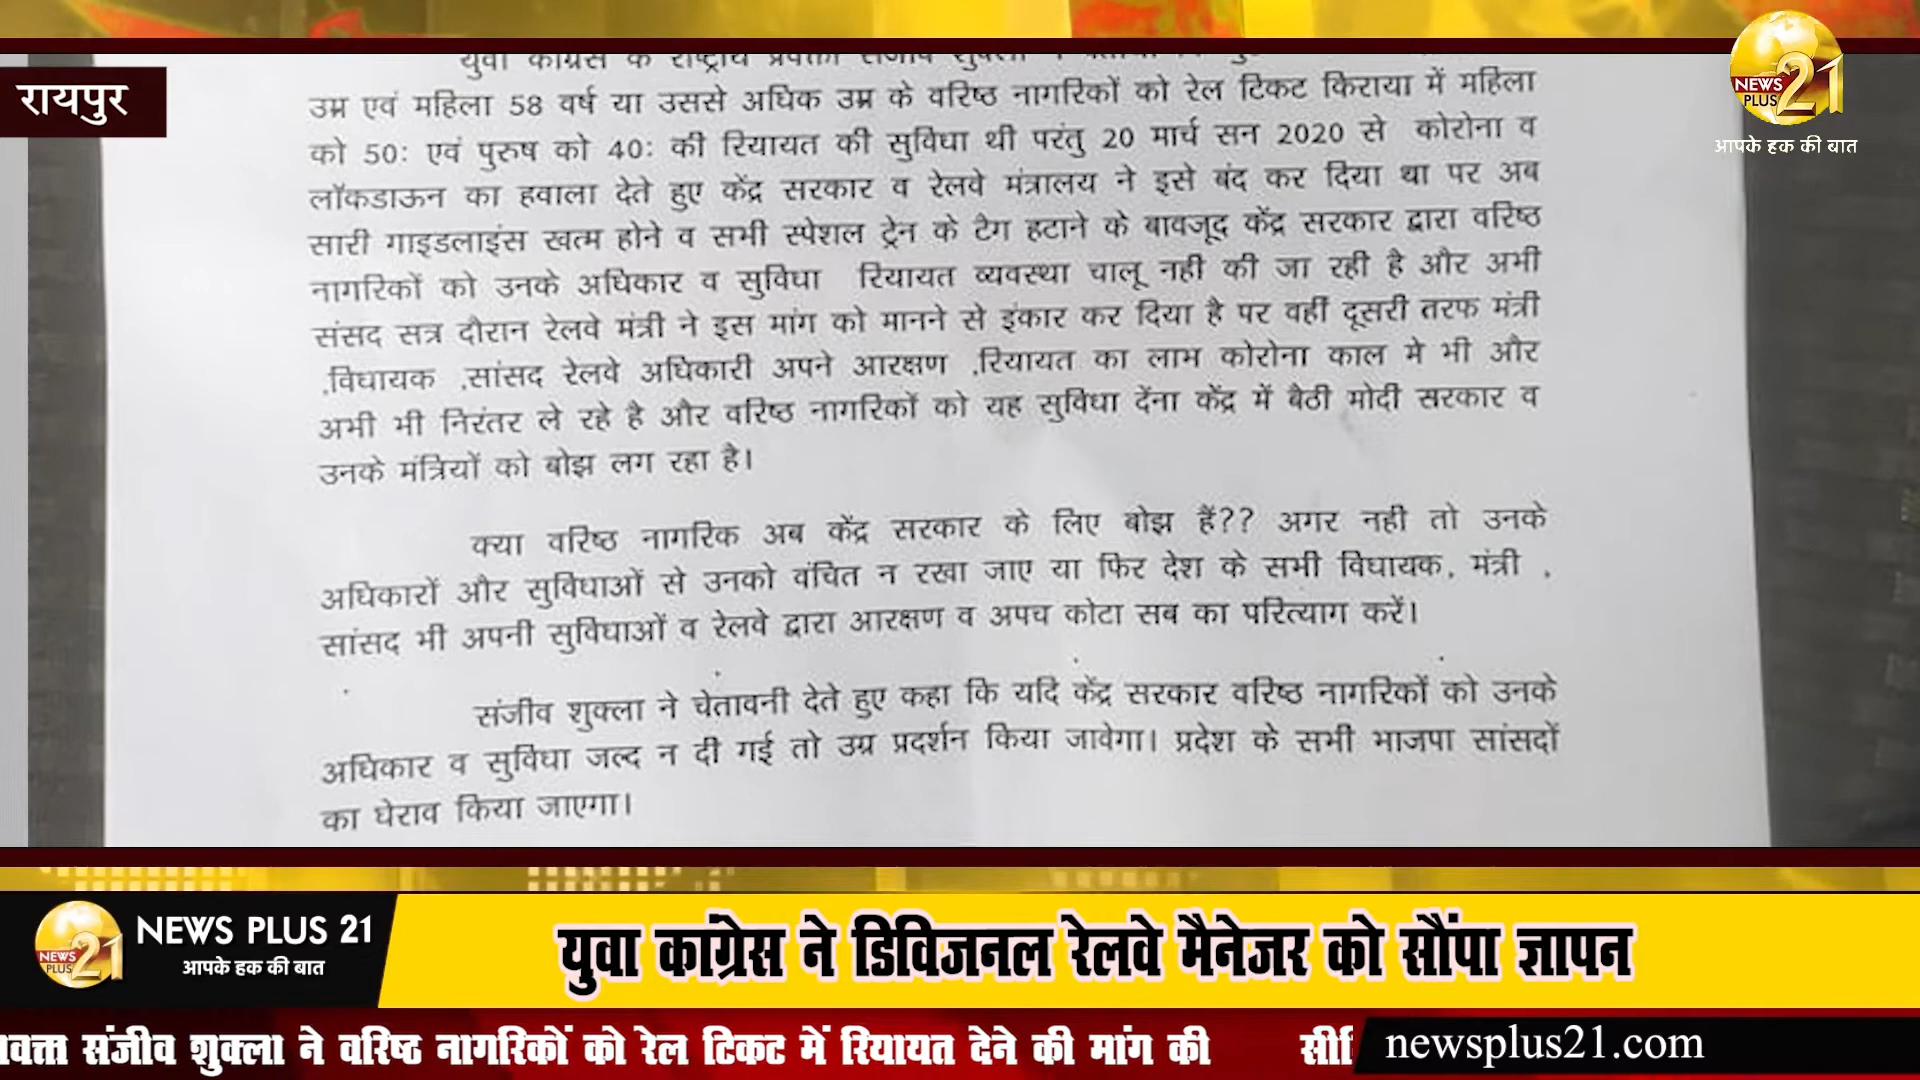 रायपुर
NEWS
PLUS 21
आपके हक की बात
उम्र एवं महिला 58 वर्ष या उससे अधिक उम्र के वरिष्ठ नागरिकों को रेल टिकट किराया में महिला
को 50: एवं पुरुष को 40: की रियायत की सुविधा थी परंतु 20 मार्च सन 2020 से कोरोना व
लॉकडाऊन का हवाला देते हुए केंद्र सरकार व रेलवे मंत्रालय ने इसे बंद कर दिया था पर अब
सारी गाइडलाइंस खत्म होने व सभी स्पेशल ट्रेन के टैग हटाने के बावजूद केंद्र सरकार द्वारा वरिष्ठ
नागरिकों को उनके अधिकार व सुविधा रियायत व्यवस्था चालू नही की जा रही है और अभी
संसद सत्र दौरान रेलवे मंत्री ने इस मांग को मानने से इंकार कर दिया है पर वहीं दूसरी तरफ मंत्री
,विधायक ,सांसद रेलवे अधिकारी अपने आरक्षण ,रियायत का लाभ कोरोना काल मे भी और
अभी भी निरंतर ले रहे है और वरिष्ठ नागरिकों को यह सुविधा देंना केंद्र में बैठी मोदी सरकार व
उनके मंत्रियों को बोझ लग रहा है।
क्या वरिष्ठ नागरिक अब केंद्र सरकार के लिए बोझ हैं?? अगर नही तो उनके
अधिकारों और सुविधाओं से उनको वंचित न रखा जाए या फिर देश के सभी विधायक, मंत्री ,
सांसद भी अपनी सुविधाओं व रेलवे द्वारा आरक्षण व अपच कोटा सब का परित्याग करें।
संजीव शुक्ला ने चेतावनी देते हुए कहा कि यदि केंद्र सरकार वरिष्ठ नागरिकों को उनके
अधिकार व सुविधा जल्द न दी गई तो उग्र प्रदर्शन किया जावेगा। प्रदेश के सभी भाजपा सांसदों
का घेराव किया जाएगा।
NEWS
PLUS 21
NEWS PLUS 21
आपके हक की बात
युवा कांग्रेस ने डिविजनल रेलवे मैनेजर को सौंपा ज्ञापन
संजीव शुक्ला ने वरिष्ठ नागरिकों को रेल टिकट में रियायत देने की मांग की
newsplus21.com